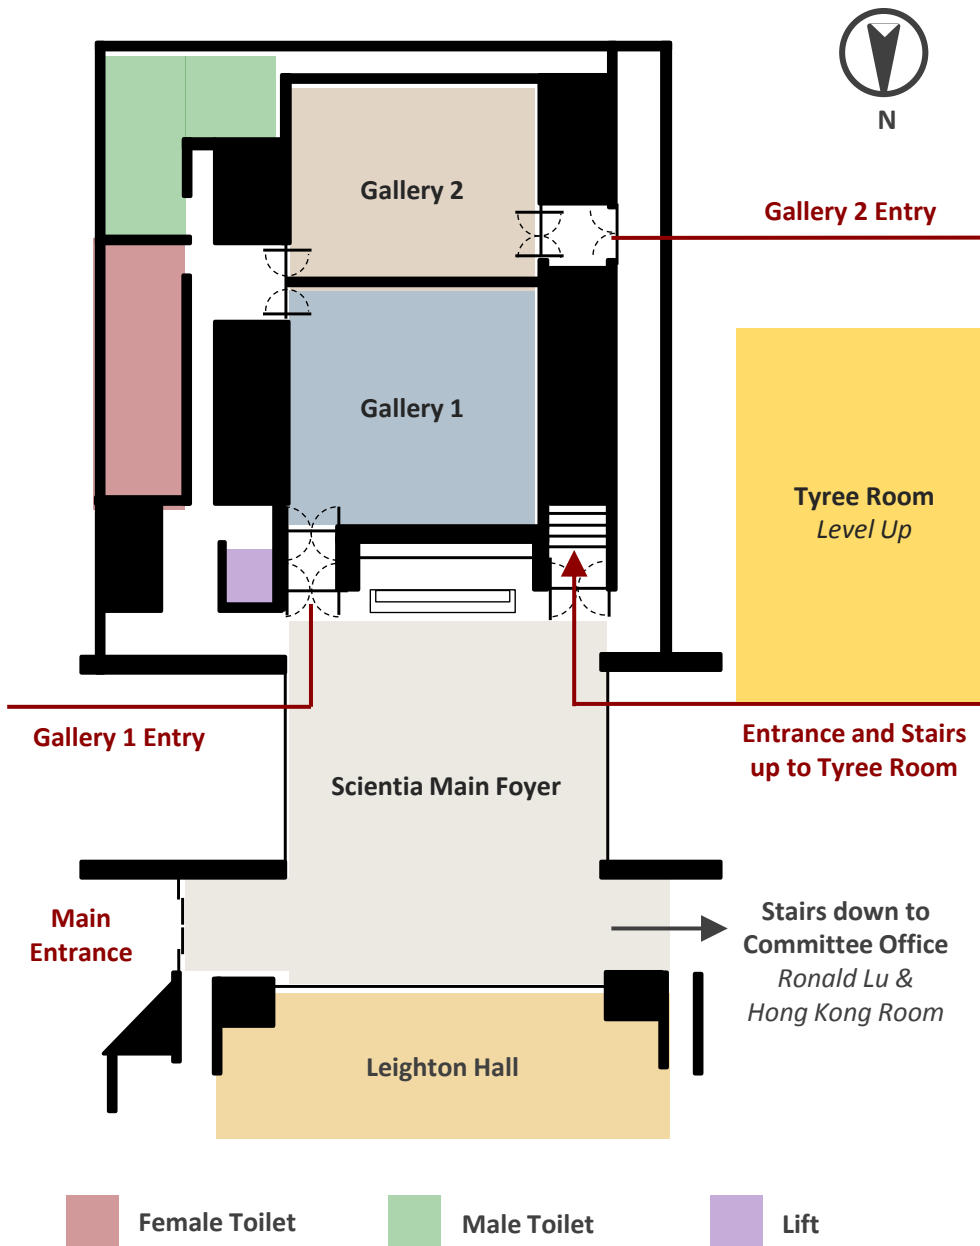 N
Gallery 2
Gallery 2 Entry
Gallery 1
Tyree Room
Level Up
Gallery 1 Entry
Entrance and Stairs
up to Tyree Room
Scientia Main Foyer
Main
Entrance
Stairs down to
Committee Office
Ronald Lu &
Hong Kong Room
Leighton Hall
Female Toilet
Male Toilet
Lift